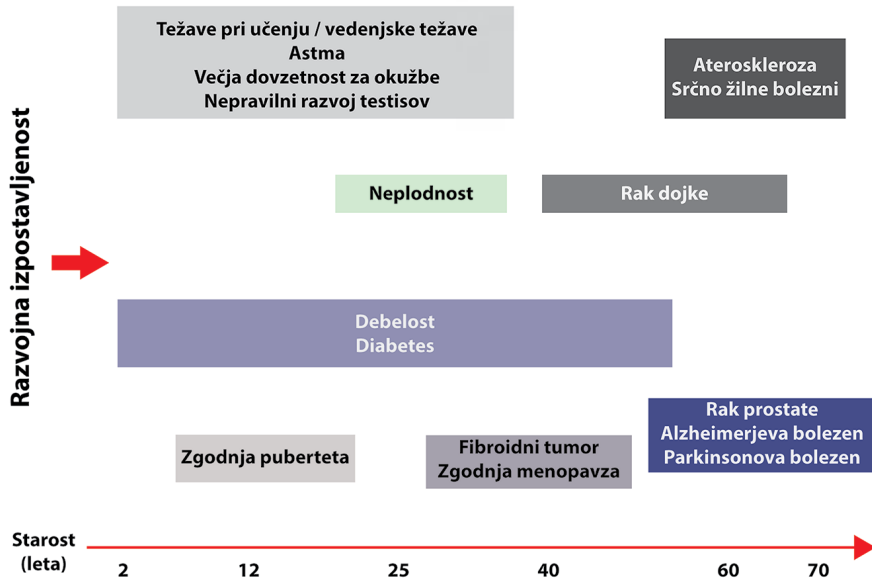 Razvojna izpostavljenost
Težave pri učenju / vedenjske težave
Astma
Večja dovzetnost za okužbe
Nepravilni razvoj testisov
Ateroskleroza
Srčno žilne bolezni
Neplodnost
Rak dojke
Debelost
Diabetes
Zgodnja puberteta
Fibroidni tumor
Zgodnja menopavza
Rak prostate
Alzheimerjeva bolezen
Parkinsonova bolezen
Starost
(leta)
2 12 25 40 60 70